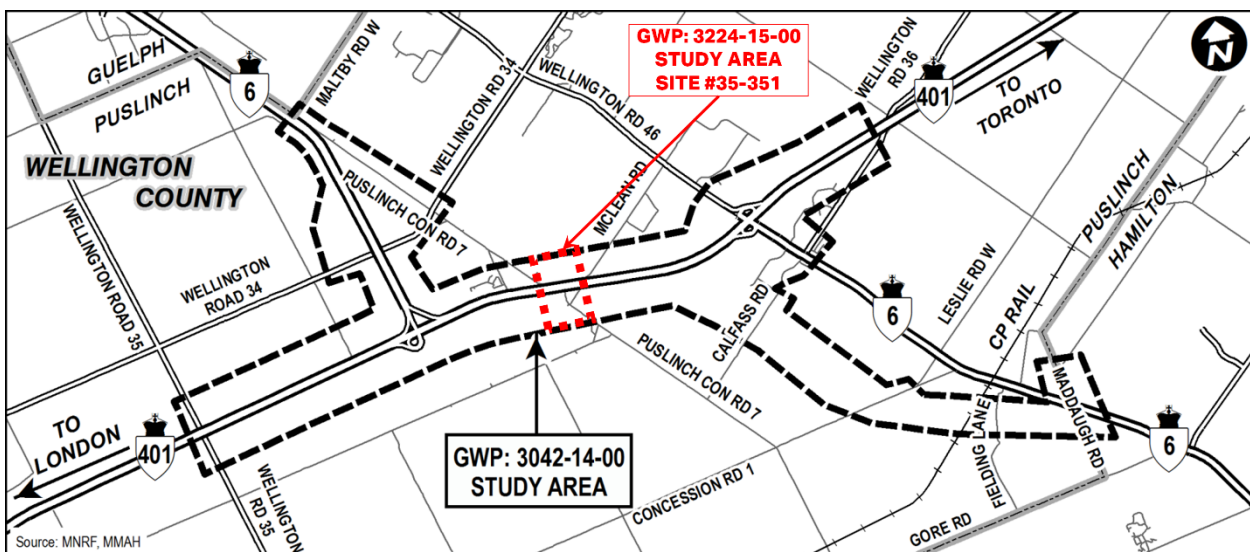 GWP: 3224-15-00
STUDY AREA
SITE #35-351
N
GUELPH
PUSLINCH
6
MALTBY RD W
WELLINGTON RD 34
WELLINGTON RD 46
WELLINGTON
RD 36
401
TO
TORONTO
WELLINGTON
COUNTY
PUSLINCH CON RD 7
MCLEAN RD
PUSLINCH
HAMILTON
WELLINGTON ROAD 35
WELLINGTON
ROAD 34
CALFASS RD
6
LESLIE RD W
CP RAIL
PUSLINCH CON RD 7
MADDAUGH RD
FIELDING LANE
6
TO
LONDON
401
GWP: 3042-14-00
STUDY AREA
WELLINGTON
RD 35
CONCESSION RD 1
GORE RD
Source: MNRF, MMAH